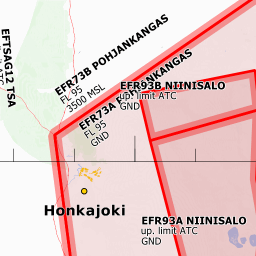 EFTSAG12 TSA
EFR73B POHJANKANGAS
FL 95
3500 MSL
EFR73A POHJANKANGAS
FL 95
GND
EFR93B NIINISALO
up. limit ATC
GND
Honkajoki
EFR93A NIINISALO
up. limit ATC
GND